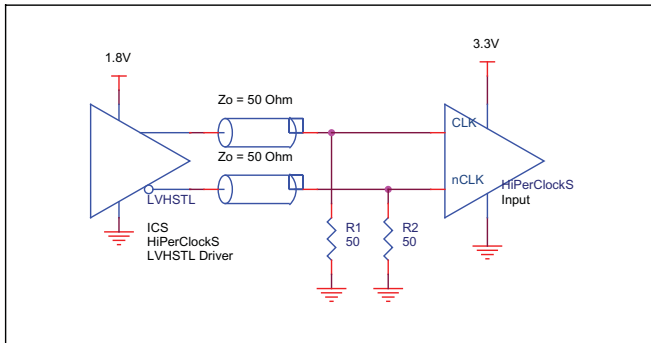 1.8V
3.3V
Zo = 50 Ohm
CLK
Zo = 50 Ohm
nCLK
LVHSTL
HiPerClockS
Input
ICS
HiPerClockS
LVHSTL Driver
R1
50
R2
50